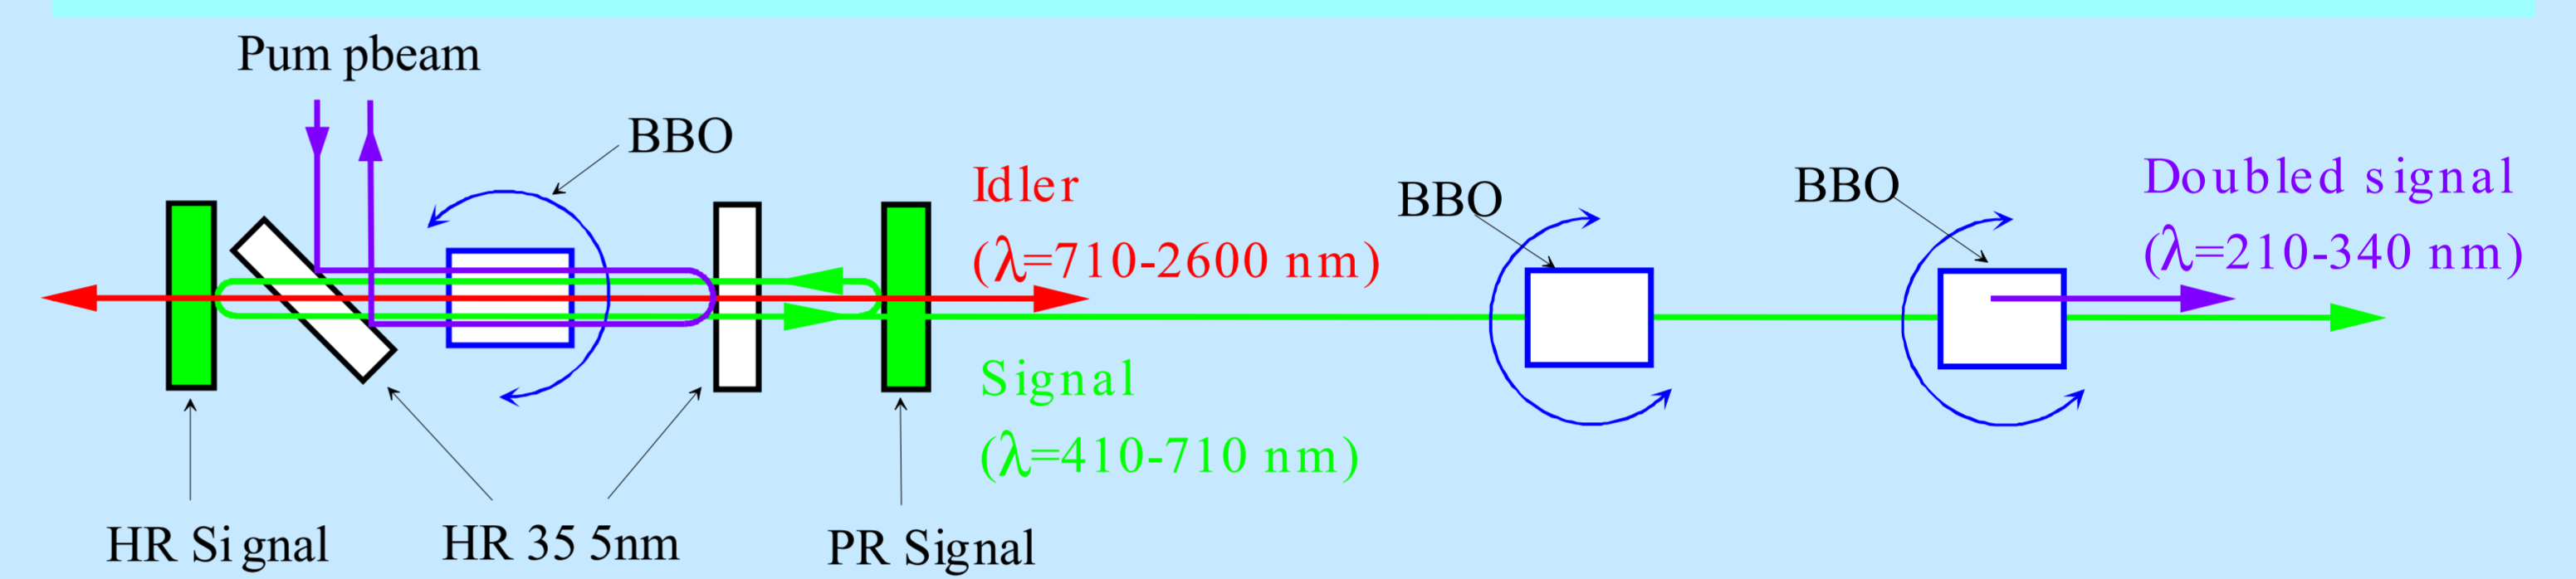 Pum pbeam
BBO
Idler
(λ=710-2600 nm)
BBO
BBO
Doubled signal
(λ=210-340 nm)
Signal
(λ=410-710 nm)
HR Si gnal
HR 35 5nm
PR Signal